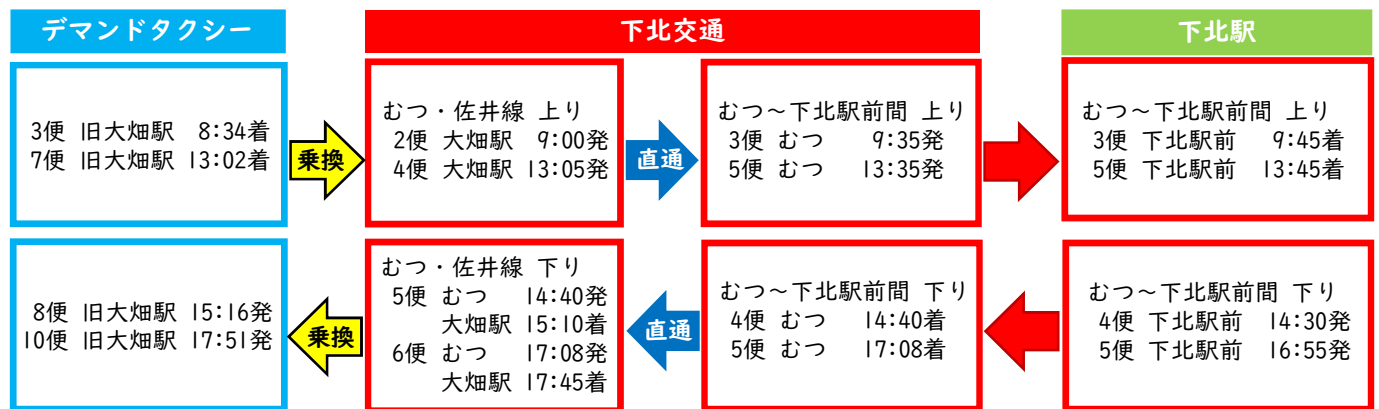 デマンドタクシー
下北交通
下北駅
3便 旧大畑駅 8:34着
7便 旧大畑駅 13:02着
乗換
むつ・佐井線 上り
2便 大畑駅 9:00発
4便 大畑駅 13:05発
直通
むつ～下北駅前間 上り
3便 むつ 9:35発
5便 むつ 13:35発
むつ～下北駅前間 上り
3便 下北駅前 9:45着
5便 下北駅前 13:45着
8便 旧大畑駅 15:16発
10便 旧大畑駅 17:51発
乗換
むつ・佐井線 下り
5便 むつ 14:40発
大畑駅 15:10着
6便 むつ 17:08発
大畑駅 17:45着
直通
むつ～下北駅前間 下り
4便 むつ 14:40着
5便 むつ 17:08着
むつ～下北駅前間 下り
4便 下北駅前 14:30発
5便 下北駅前 16:55発